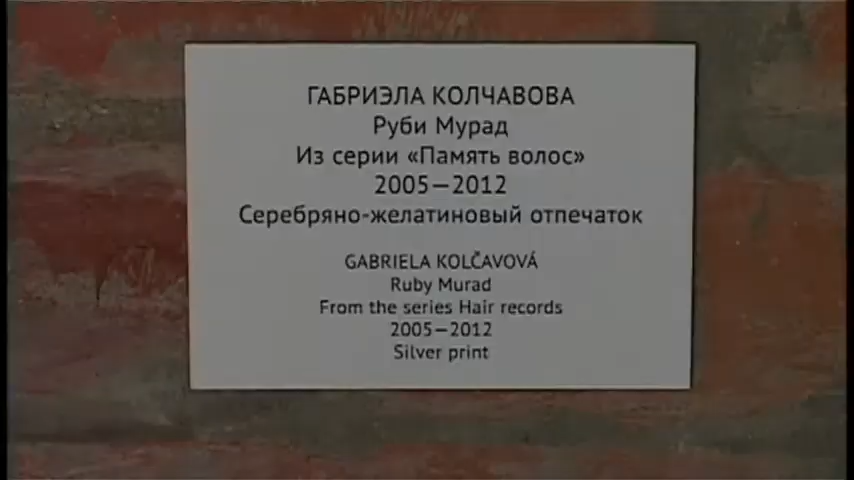 ГАБРИЭЛА КОЛЧАВОВА
Руби Мурад
Из серии «Память волос»
2005—2012
Серебряно-желатиновый отпечаток
GABRIELA KOLČAVOVÁ
Ruby Murad
From the series Hair records
2005—2012
Silver print